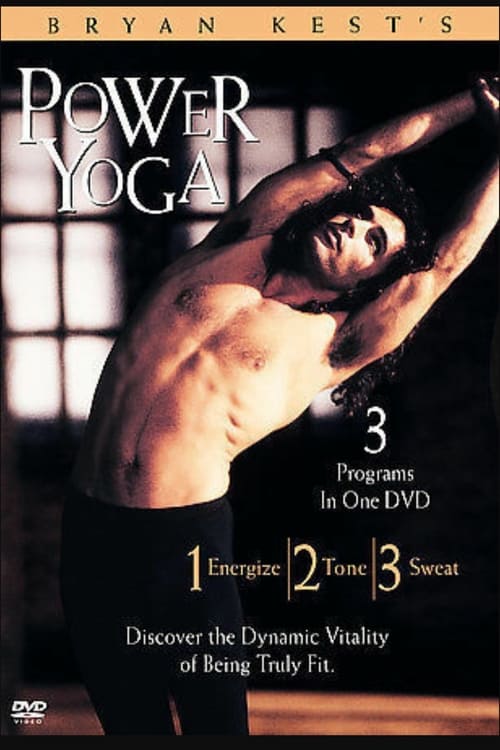 BRYAN KEST'S
POWER
YOGA
3
Programs
In One DVD
1 Energize | 2 Tone | 3 Sweat
Discover the Dynamic Vitality
of Being Truly Fit.
DVD
VIDEO